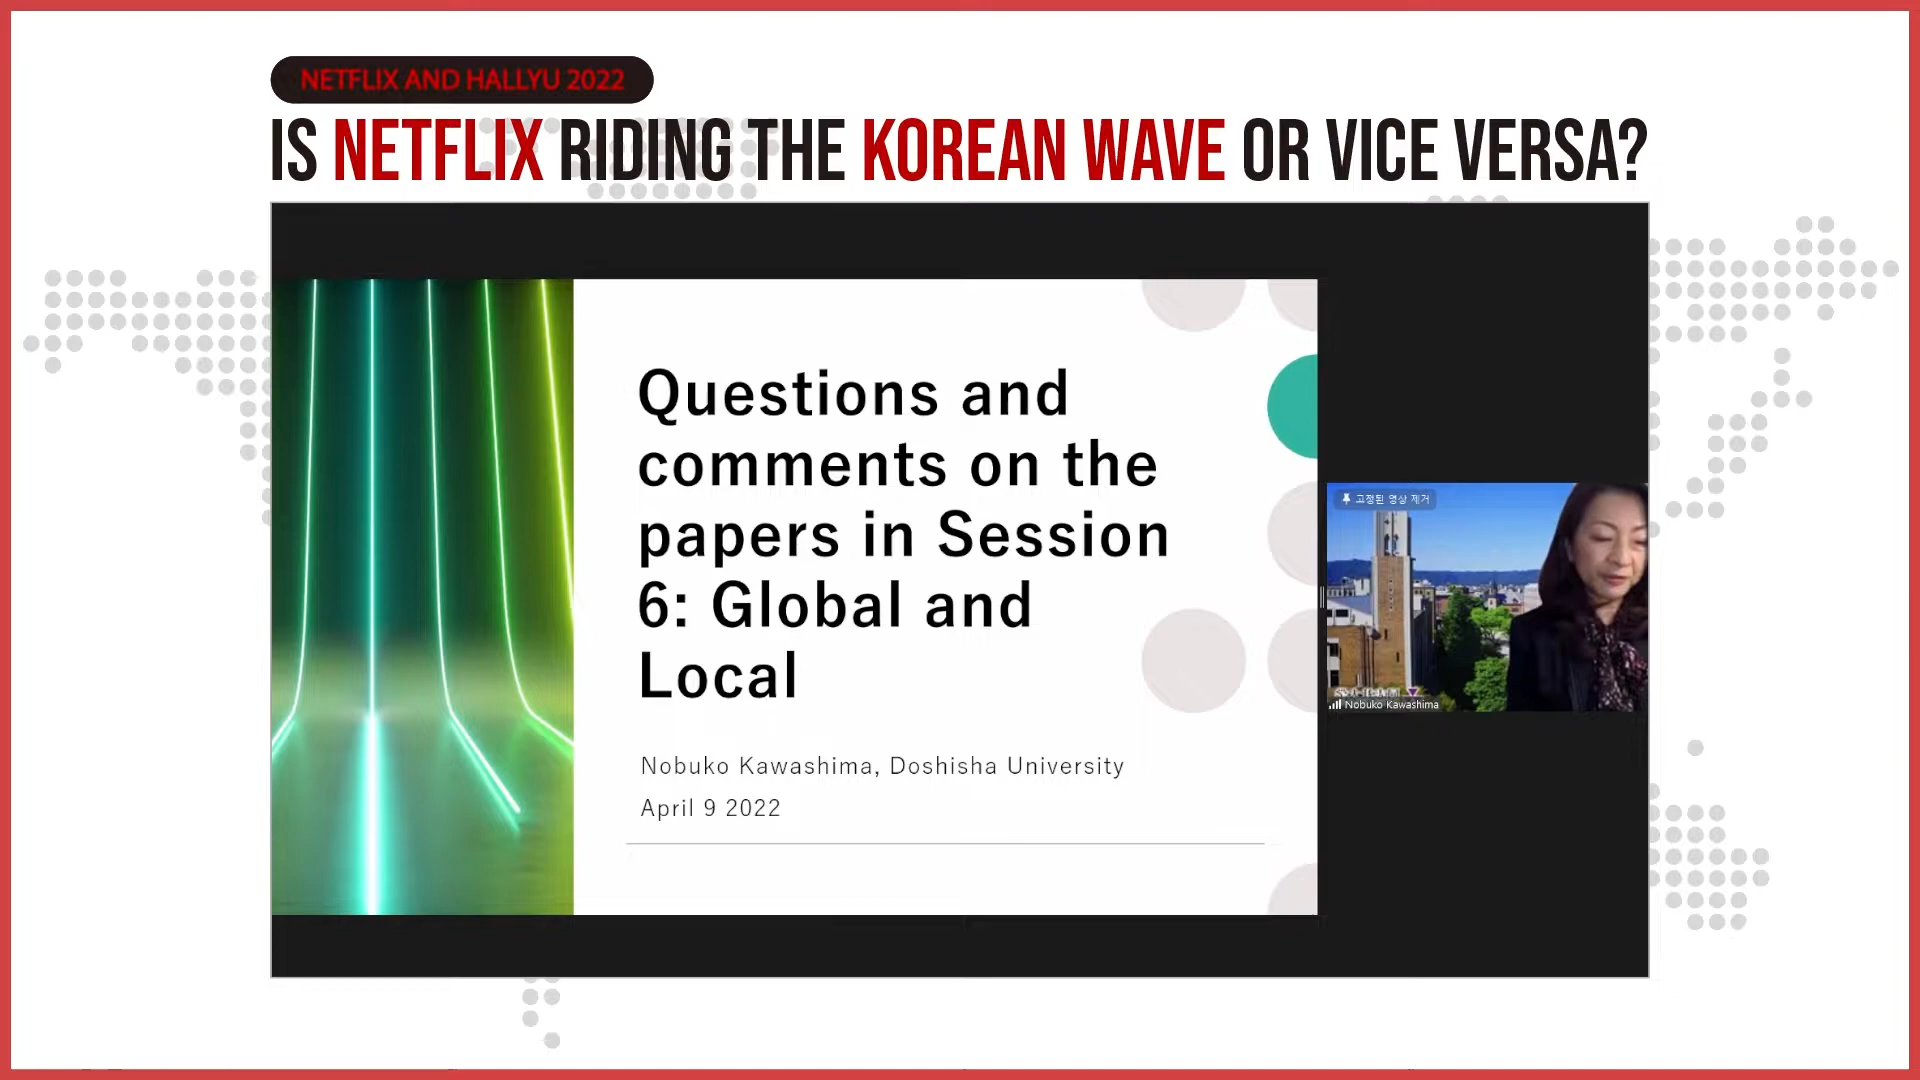 NETFLIX AND HALLYU 2022
IS NETFLIX RIDING THE KOREAN WAVE OR VICE VERSA?
Questions and
comments on the
papers in Session
6: Global and
Local
Nobuko Kawashima, Doshisha University
April 9 2022
고정된 영상 제거
Nobuko Kawashima